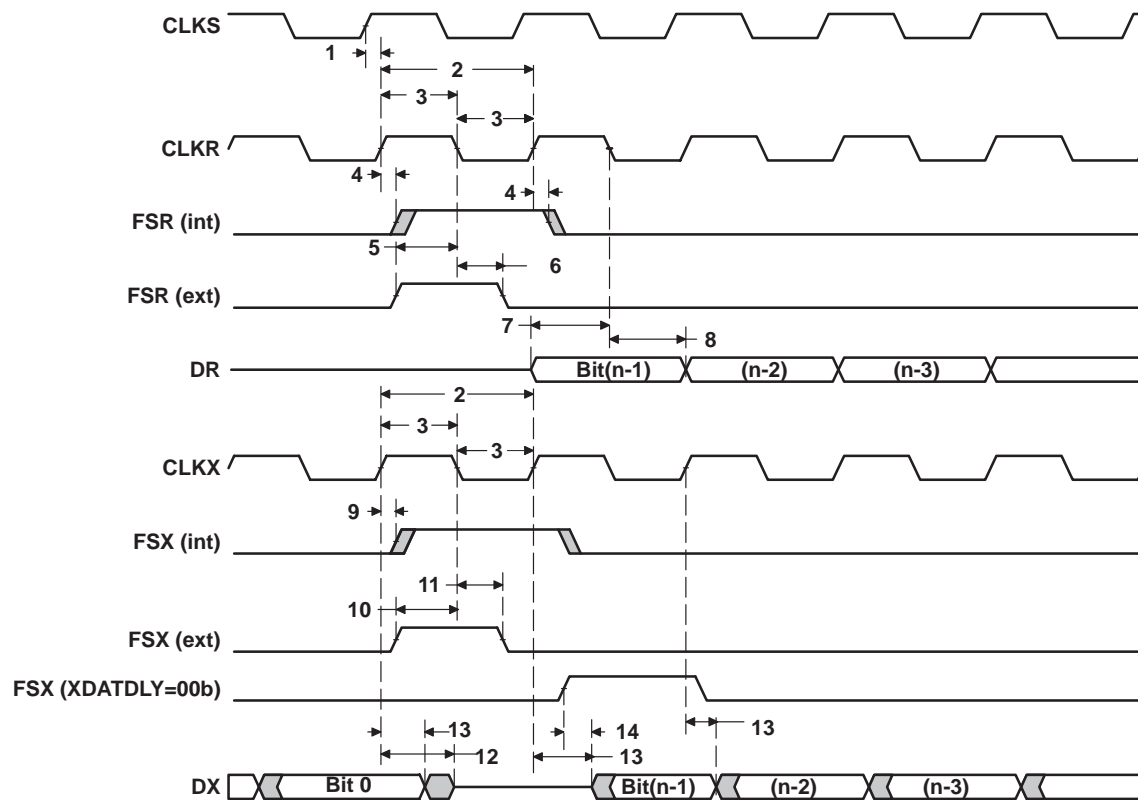 CLKS
1
2
3
3
CLKR
4
4
FSR (int)
5
6
FSR (ext)
7
8
DR
Bit(n-1)
(n-2)
(n-3)
2
3
3
CLKX
9
FSX (int)
11
10
FSX (ext)
FSX (XDATDLY=00b)
13
14
13
12
13
DX
Bit 0
Bit(n-1)
(n-2)
(n-3)